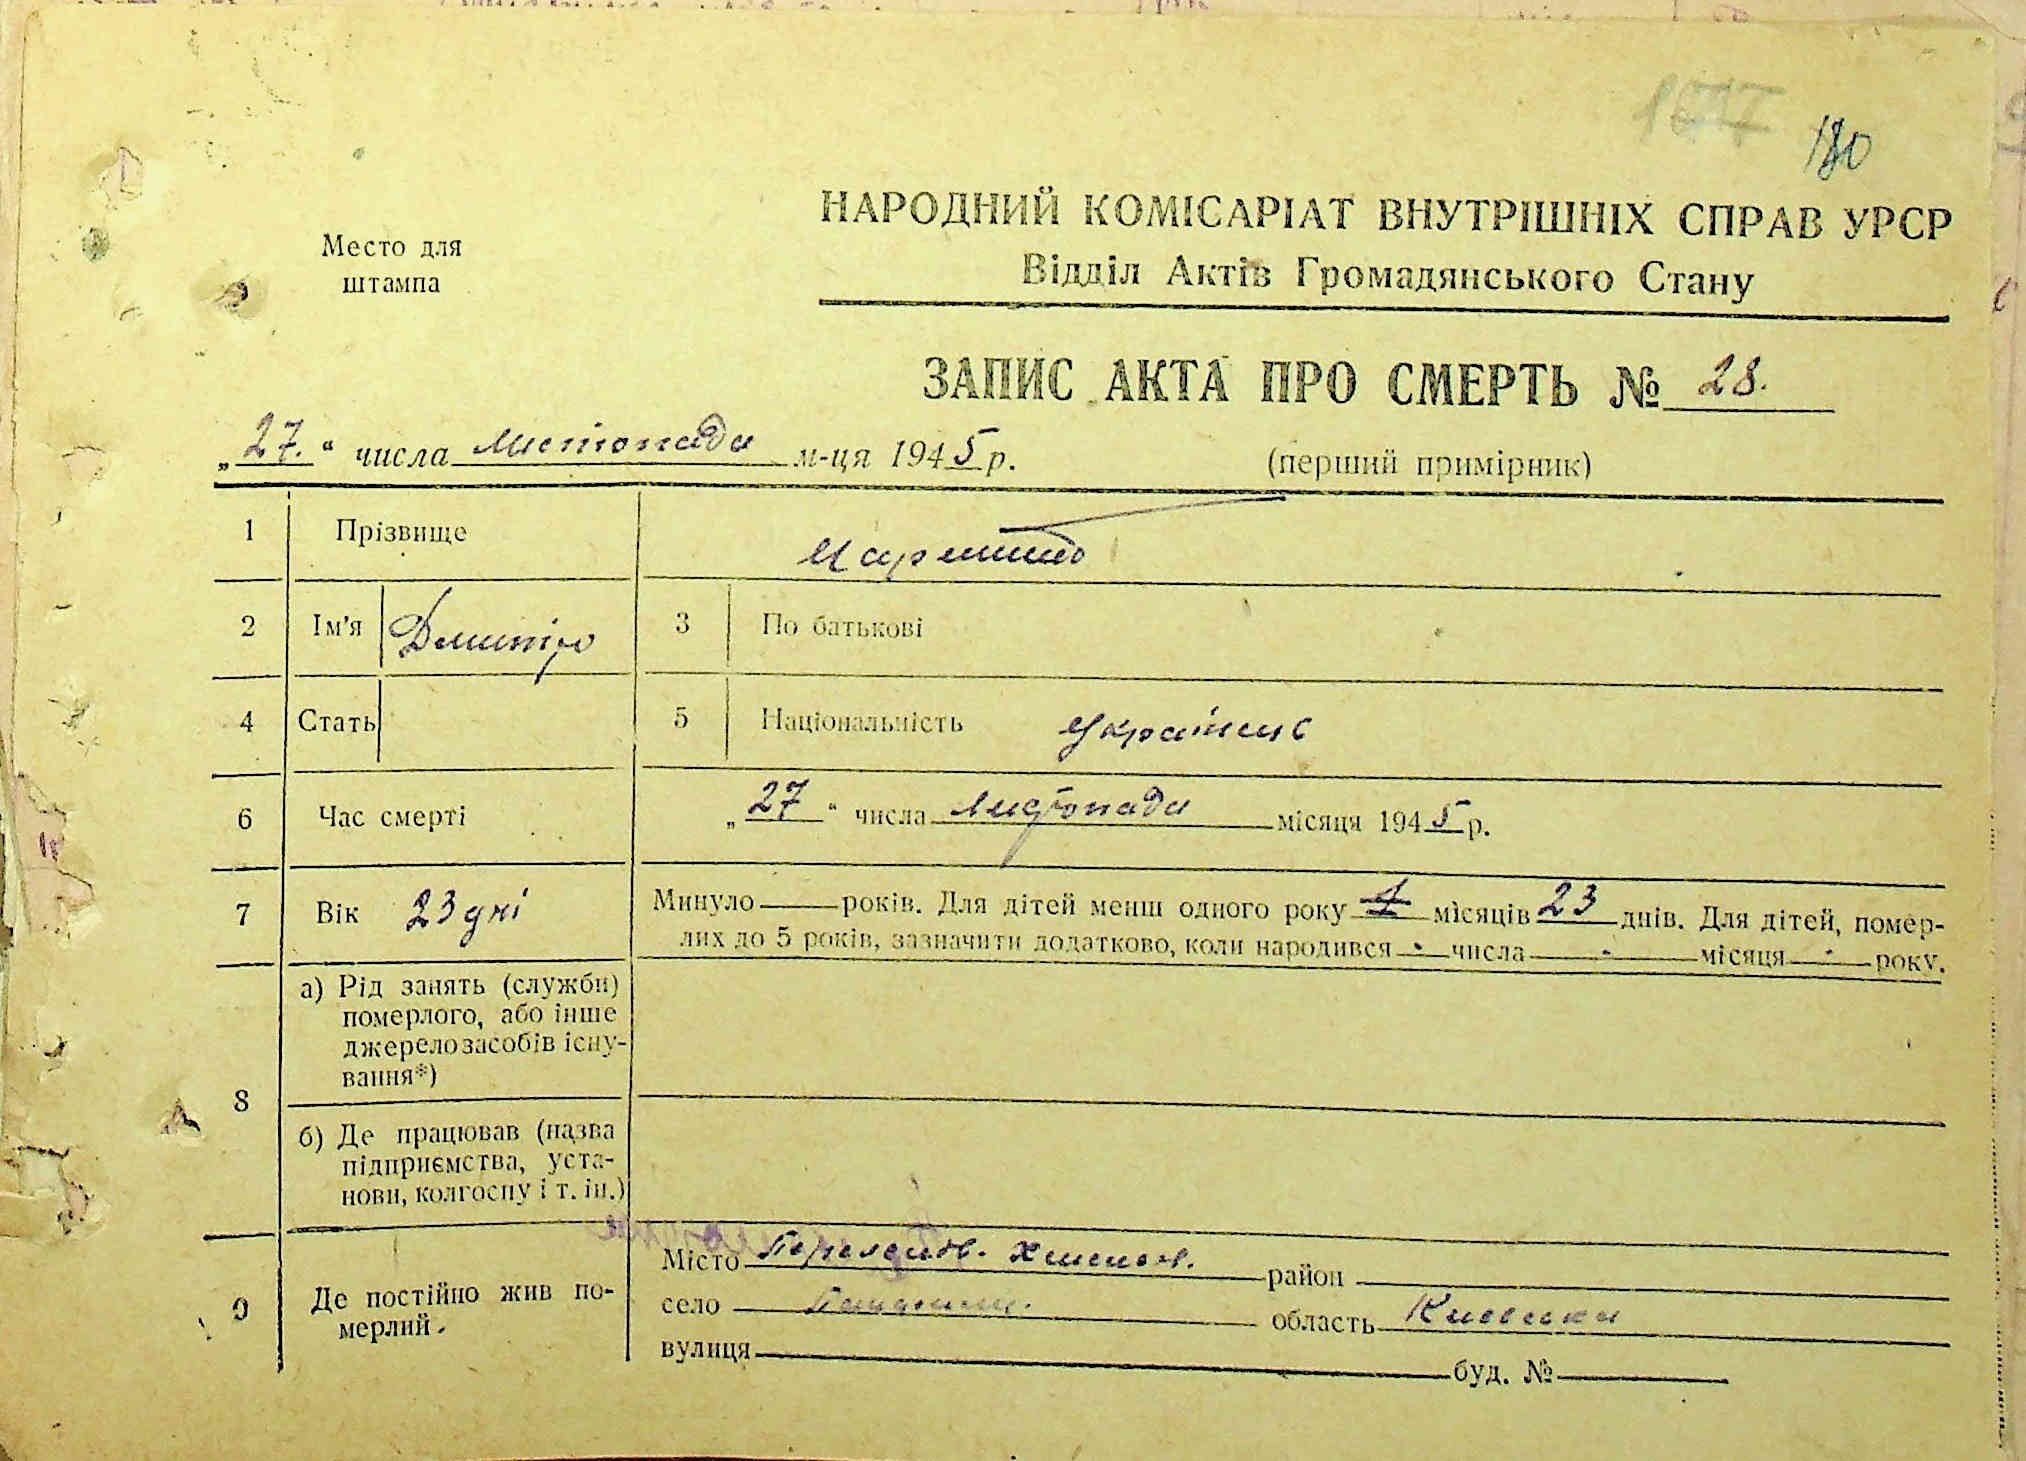 180
Место для
штампа
НАРОДНИЙ КОМІСАРІАТ ВНУТРІШНІХ СПРАВ УРСР
Відділ Актів Громадянського Стану
ЗАПИС АКТА ПРО СМЕРТЬ № 28.
„27.“ числа Листопада м-ця 1945 р.
(перший примірник)
1 Прізвище
2 Ім'я Дмитро 3 По батькові
4 Стать 5 Національність Українець
6 Час смерті „27“ числа Листопада місяця 1945 р.
7 Вік 23 дні Минуло — років. Для дітей менш одного року місяців 23 днів. Для дітей, помер-
лих до 5 років, зазначити додатково, коли народився - числа - місяця - року.
8 а) Рід занять (служби)
померлого, або інше
джерело засобів існу-
вання*)
б) Де працював (назва
підприємства, уста-
нови, колгоспу і т. ін.)
9 Де постійно жив по-
мерлий.
Місто район
село область Киевска
вулиця буд. №